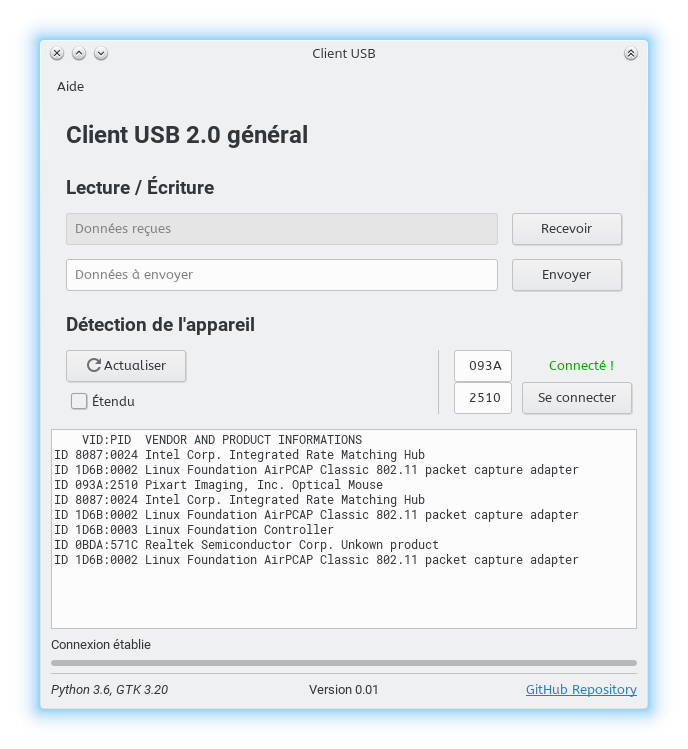 Client USB
Aide
Client USB 2.0 général
Lecture / Écriture
Données reçues
Recevoir
Données à envoyer
Envoyer
Détection de l'appareil
Actualiser
093A
Connecté !
Étendu
2510
Se connecter
VID:PID VENDOR AND PRODUCT INFORMATIONS
ID 8087:0024 Intel Corp. Integrated Rate Matching Hub
ID 1D6B:0002 Linux Foundation AirPCAP Classic 802.11 packet capture adapter
ID 093A:2510 Pixart Imaging, Inc. Optical Mouse
ID 8087:0024 Intel Corp. Integrated Rate Matching Hub
ID 1D6B:0002 Linux Foundation AirPCAP Classic 802.11 packet capture adapter
ID 1D6B:0003 Linux Foundation Controller
ID 0BDA:571C Realtek Semiconductor Corp. Unkown product
ID 1D6B:0002 Linux Foundation AirPCAP Classic 802.11 packet capture adapter
Connexion établie
Python 3.6, GTK 3.20
Version 0.01
GitHub Repository